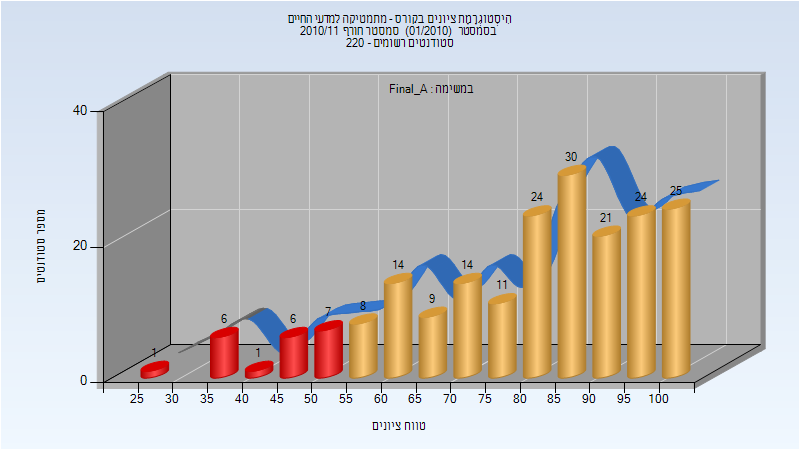 היסטוגרמת ציונים בקורס - מתמטיקה למדעי החיים
בסמסטר (01/2010) סמסטר חורף 2010/11
סטודנטים רשומים - 220
במשימה : Final_A
מספר סטודנטים
40
20
0
1 6 1 6 7 8 14 9 14 11 24 30 21 24 25
25 30 35 40 45 50 55 60 65 70 75 80 85 90 95 100
טווח ציונים